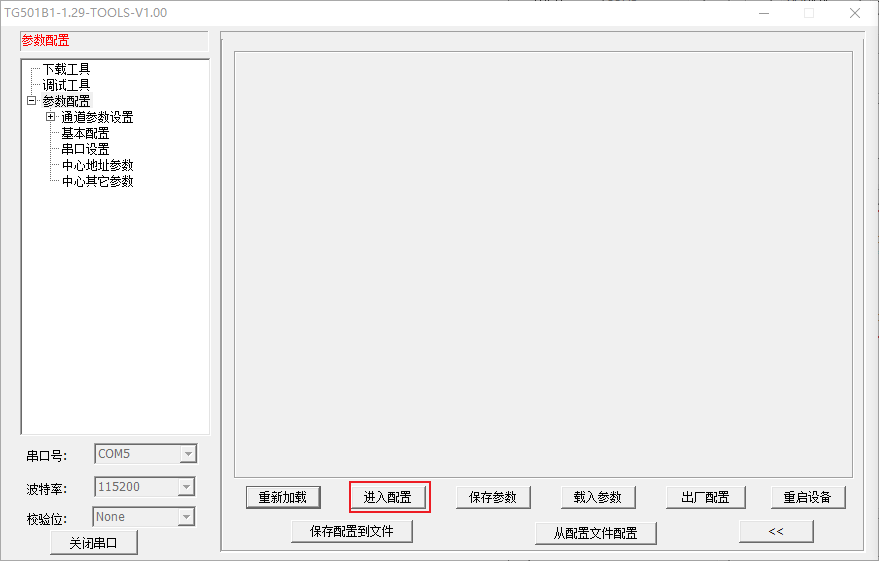 TG501B1-1.29-TOOLS-V1.00
参数配置
下载工具
调试工具
参数配置
通道参数设置
基本配置
串口设置
中心地址参数
中心其它参数
串口号: COM5
波特率: 115200
校验位: None
关闭串口
重新加载 进入配置 保存参数 载入参数 出厂配置 重启设备
保存配置到文件 从配置文件配置 <<